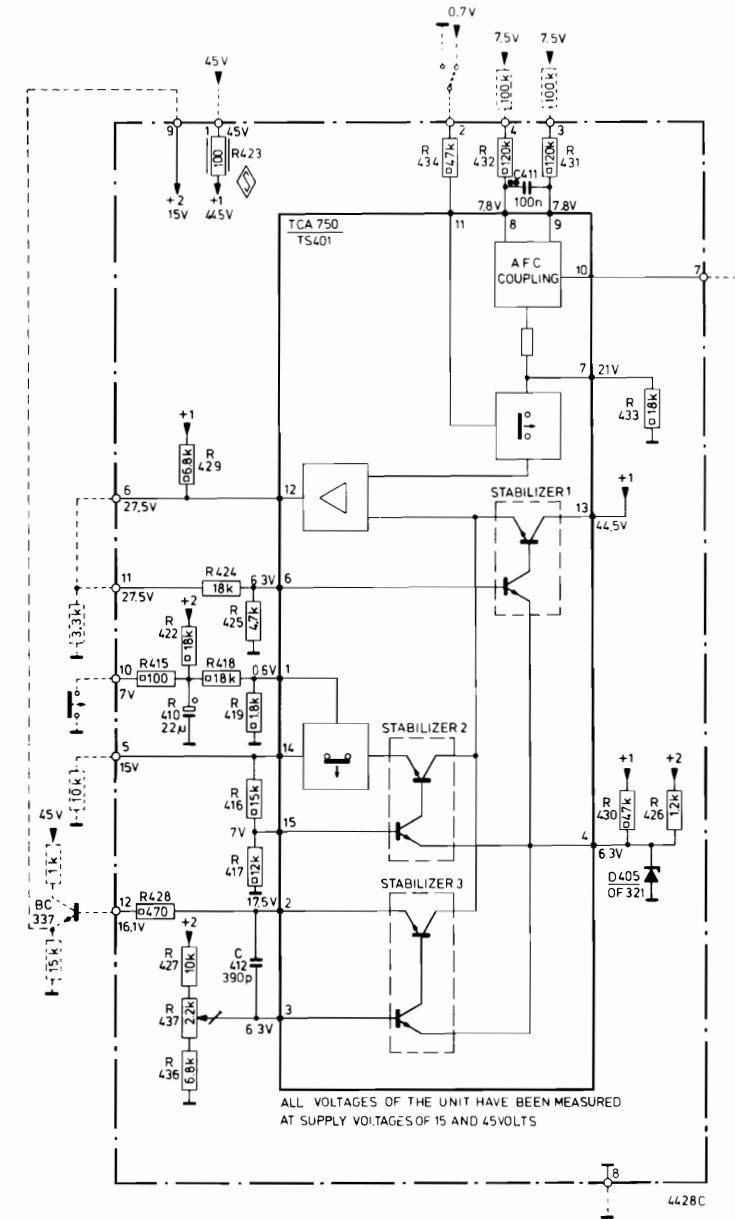 0.7V
7.5V 7.5V
45V
100k 100k
9 1 45V 2 4 3
100 R423
R 434 47k
R 432 120k
R 431 120k
C411
100n
+2 15V
+1 44.5V
7.8V 7.8V
TCA 750
TS401
11 8 9
AFC
COUPLING
10 7
7 21V
R 433 18k
+1
6.8k R 429
STABILIZER 1
+1
6 12 13
27.5V 44,5V
11 R424 6.3V 6
27.5V 18k
3.3k
+2
R 422 18k
R 425 4.7k
10 R415 R418 0.6V 1
7V 100 18k
R 410 22µ
R 419 1.8k
STABILIZER 2
5 14
15V
10k
R 416 15k
+1 +2
R 430 47k
R 426 1.2k
45V
7V 15
4
6.3V
1k
R 417 12k
D405
OF 321
STABILIZER 3
BC
337
12 R428 17.5V 2
16.1V 470
15k
+2
R 427 10k
C 412 390p
R 437 2.2k
6.3V 3
R 436 6.8k
ALL VOLTAGES OF THE UNIT HAVE BEEN MEASURED
AT SUPPLY VOLTAGES OF 15 AND 45VOLTS
8
4428C